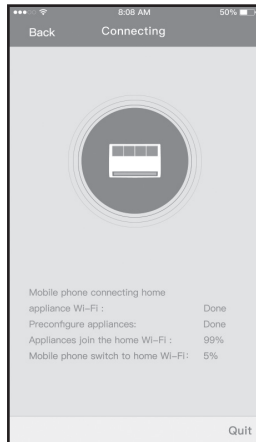 8:08 AM
50%
Back
Connecting
Mobile phone connecting home
appliance Wi-Fi : Done
Preconfigure appliances: Done
Appliances join the home Wi-Fi : 99%
Mobile phone switch to home Wi-Fi: 5%
Quit